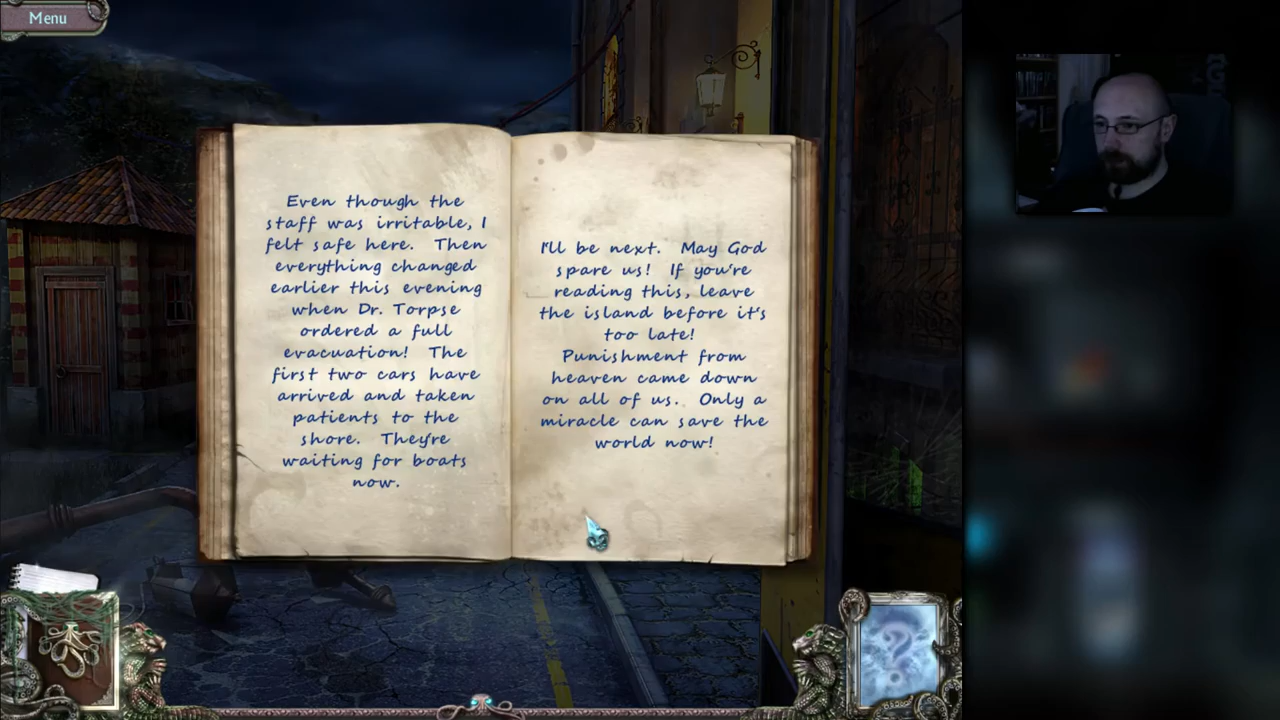 Menu
Even though the
staff was irritable, I
felt safe here. Then
everything changed
earlier this evening
when Dr. Torpse
ordered a full
evacuation! The
first two cars have
arrived and taken
patients to the
shore. They're
waiting for boats
now.
I'll be next. May God
spare us! If you're
reading this, leave
the island before it's
too late!
Punishment from
heaven came down
on all of us. Only a
miracle can save the
world now!
?